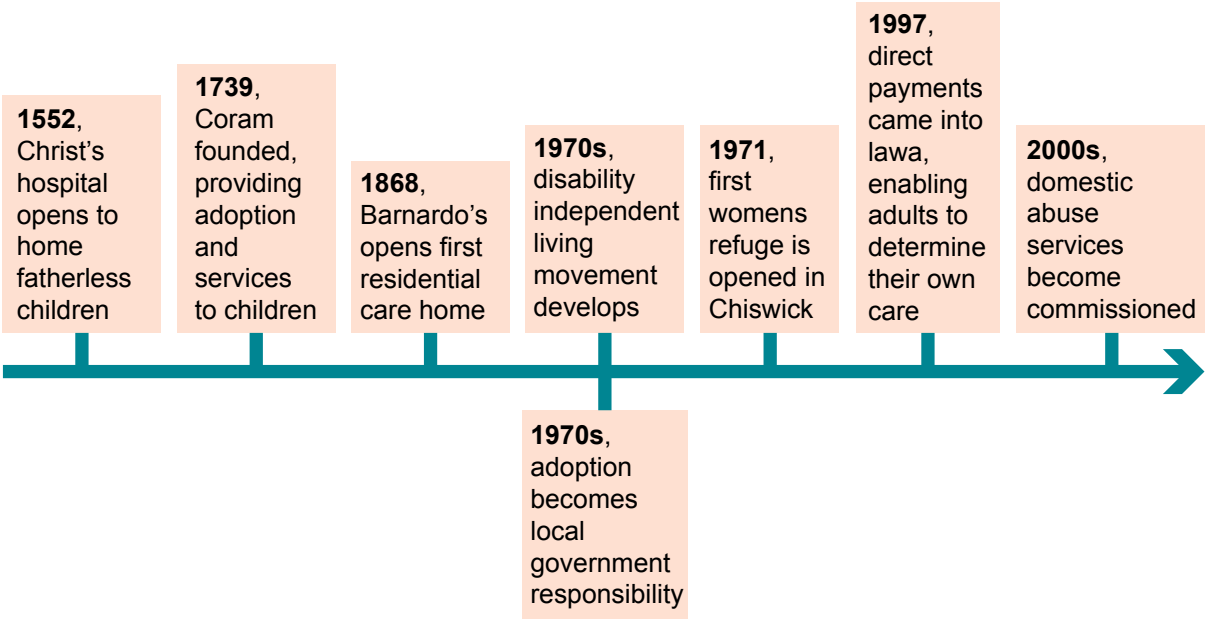 1552,
Christ's
hospital
opens to
home
fatherless
children
1739,
Coram
founded,
providing
adoption
and
services
to children
1868,
Barnardo's
opens first
residential
care home
1970s,
disability
independent
living
movement
develops
1970s,
adoption
becomes
local
government
responsibility
1971,
first
womens
refuge is
opened in
Chiswick
1997,
direct
payments
came into
lawa,
enabling
adults to
determine
their own
care
2000s,
domestic
abuse
services
become
commissioned